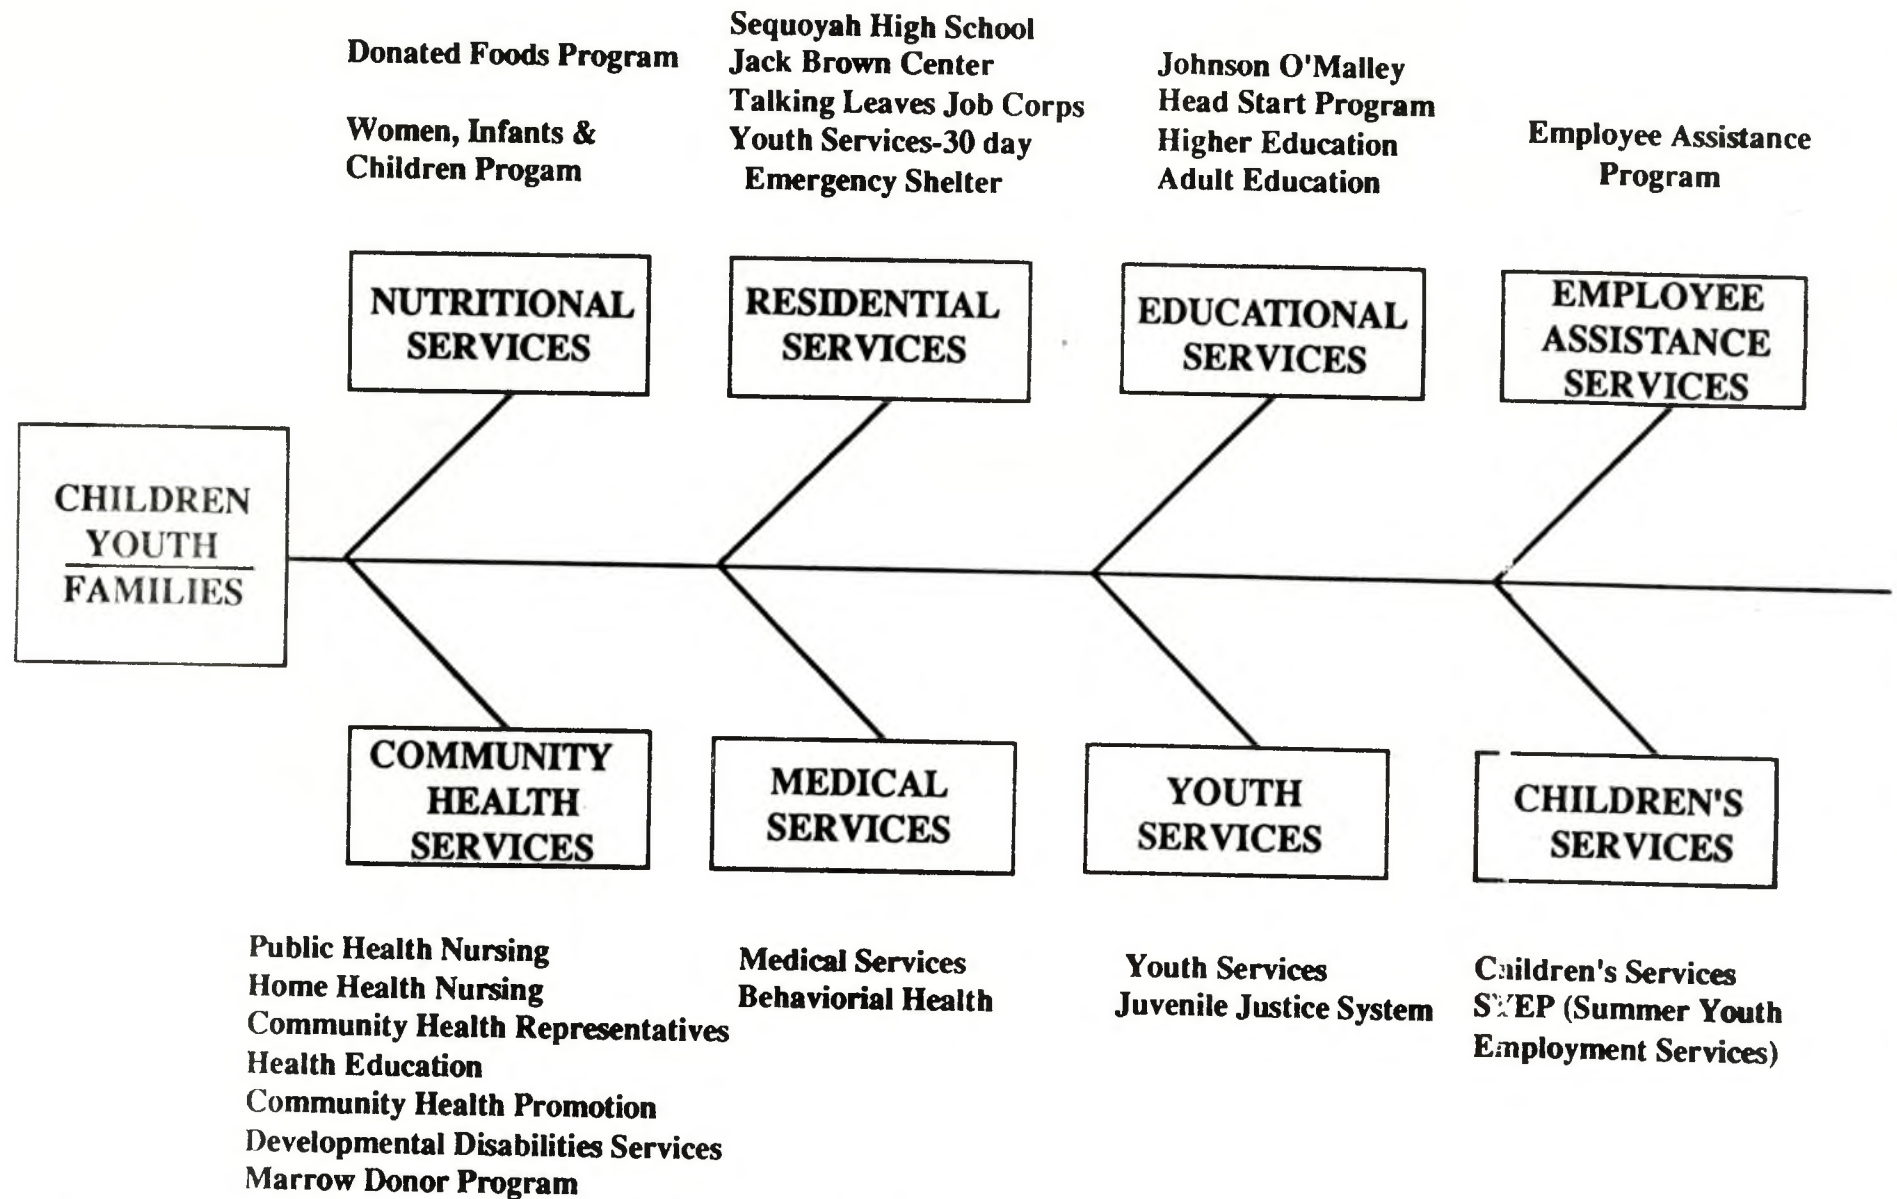 Donated Foods Program
Women, Infants &
Children Progam
Sequoyah High School
Jack Brown Center
Talking Leaves Job Corps
Youth Services-30 day
Emergency Shelter
Johnson O'Malley
Head Start Program
Higher Education
Adult Education
Employee Assistance
Program
NUTRITIONAL
SERVICES
RESIDENTIAL
SERVICES
EDUCATIONAL
SERVICES
EMPLOYEE
ASSISTANCE
SERVICES
CHILDREN
YOUTH
FAMILIES
COMMUNITY
HEALTH
SERVICES
MEDICAL
SERVICES
YOUTH
SERVICES
CHILDREN'S
SERVICES
Public Health Nursing
Home Health Nursing
Community Health Representatives
Health Education
Community Health Promotion
Developmental Disabilities Services
Marrow Donor Program
Medical Services
Behaviorial Health
Youth Services
Juvenile Justice System
Children's Services
SYEP (Summer Youth
Employment Services)